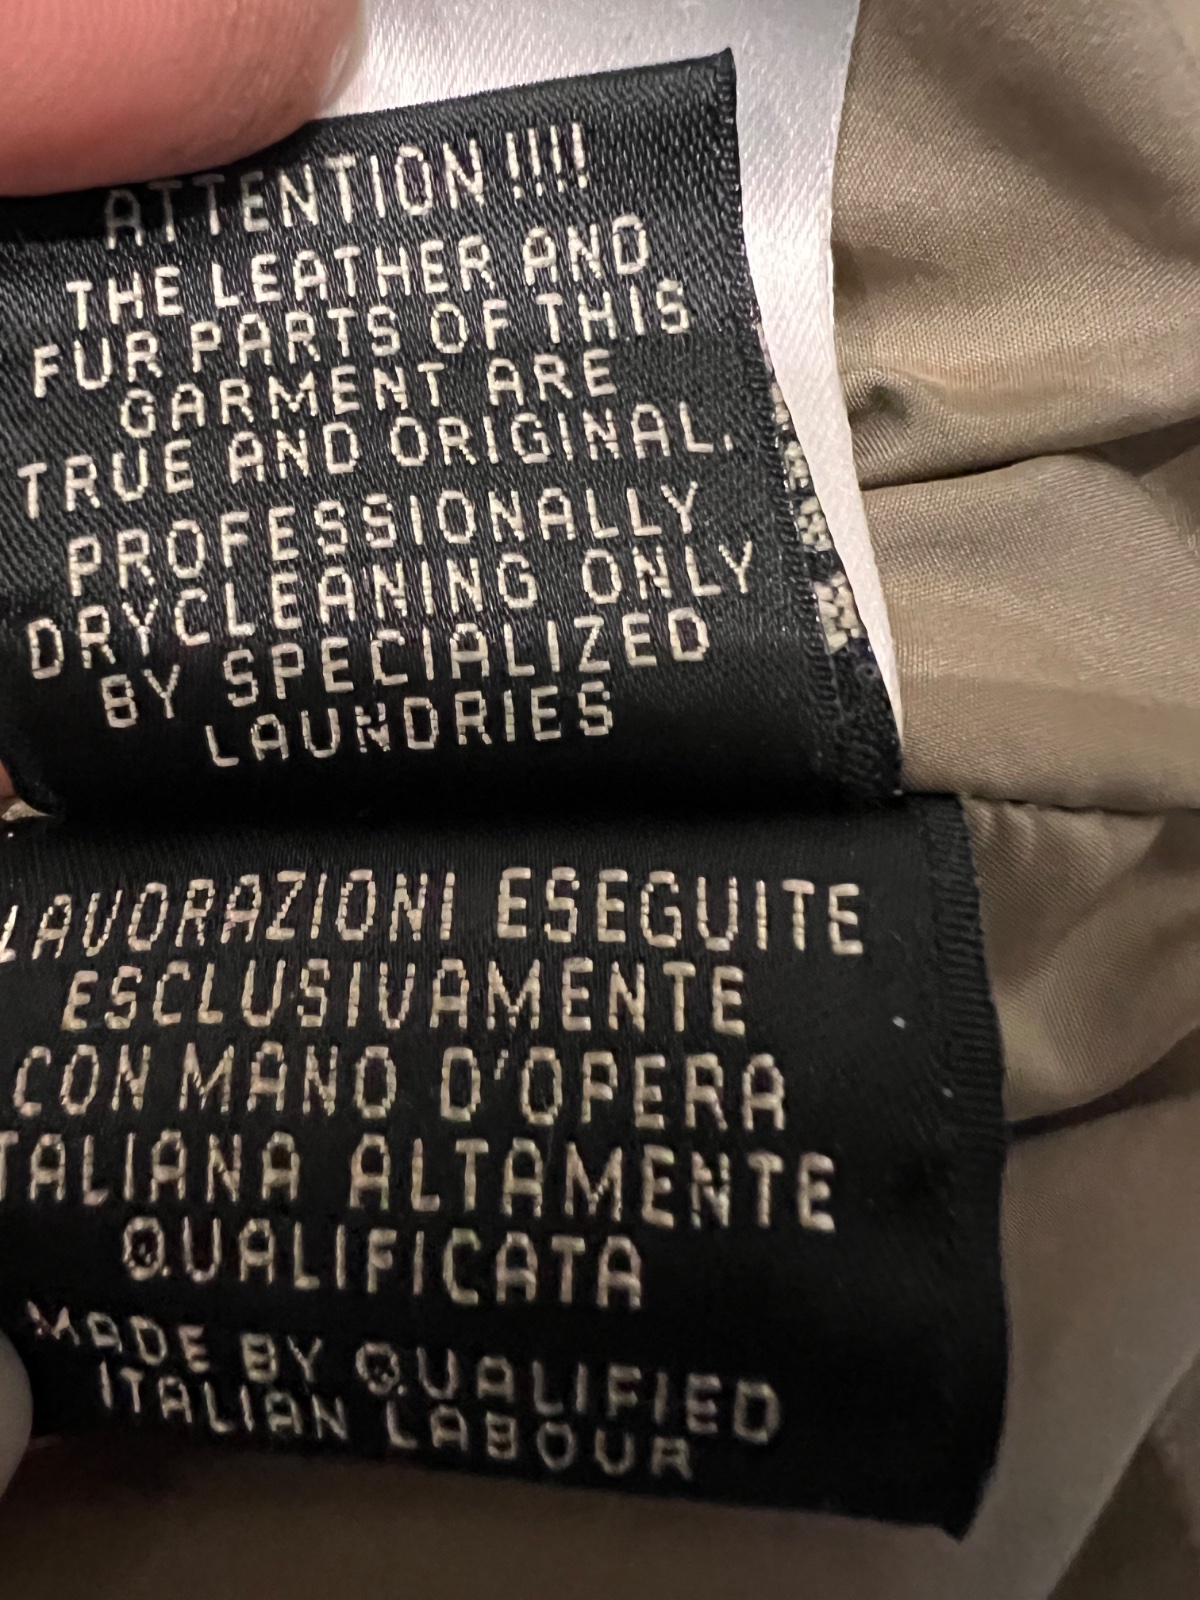 ATTENTION!!!!
THE LEATHER AND
FUR PARTS OF THIS
GARMENT ARE
TRUE AND ORIGINAL.
PROFESSIONALLY
DRYCLEANING ONLY
BY SPECIALIZED
LAUNDRIES
LAVORAZIONI ESEGUITE
ESCLUSIVAMENTE
CON MANO D'OPERA
ITALIANA ALTAMENTE
QUALIFICATA
MADE BY QUALIFIED
ITALIAN LABOUR